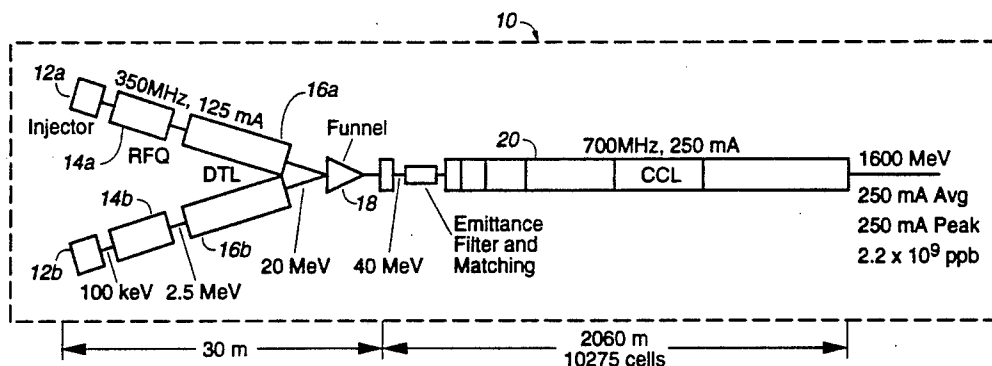 10
12a
350MHz, 125 mA
16a
Injector
14a
RFQ
Funnel
20
700MHz, 250 mA
1600 MeV
DTL
CCL
14b
18
250 mA Avg
250 mA Peak
2.2 x 10⁹ ppb
Emittance
Filter and
Matching
12b
16b
20 MeV
40 MeV
100 keV
2.5 MeV
30 m
2060 m
10275 cells